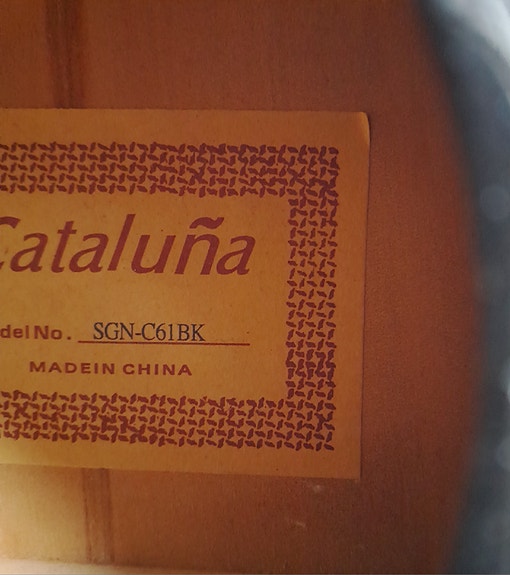 Cataluña
del No. SGN-C61BK
MADEIN CHINA